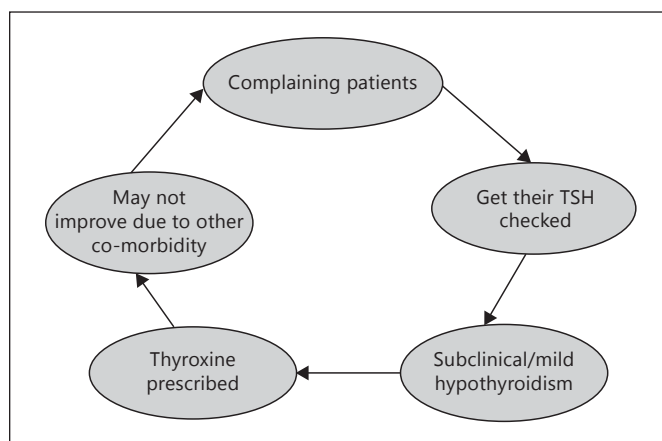 Complaining patients
Get their TSH
checked
Subclinical/mild
hypothyroidism
Thyroxine
prescribed
May not
improve due to other
co-morbidity